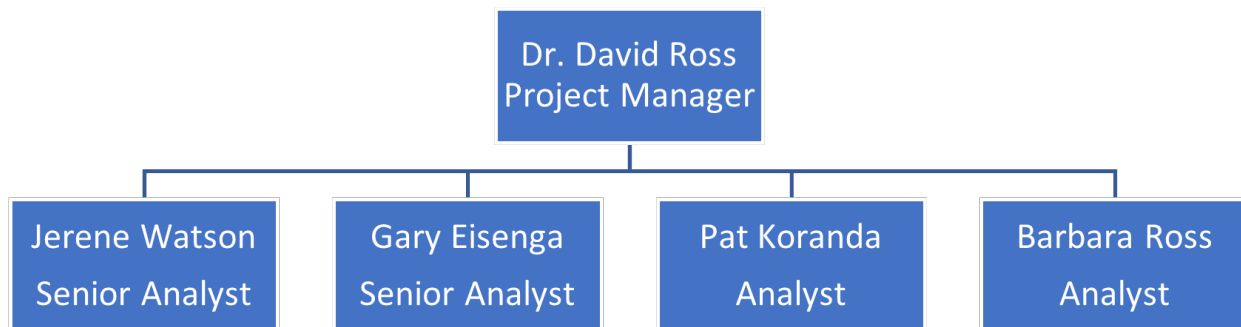 Dr. David Ross
Project Manager
Jerene Watson
Senior Analyst
Gary Eisenga
Senior Analyst
Pat Koranda
Analyst
Barbara Ross
Analyst